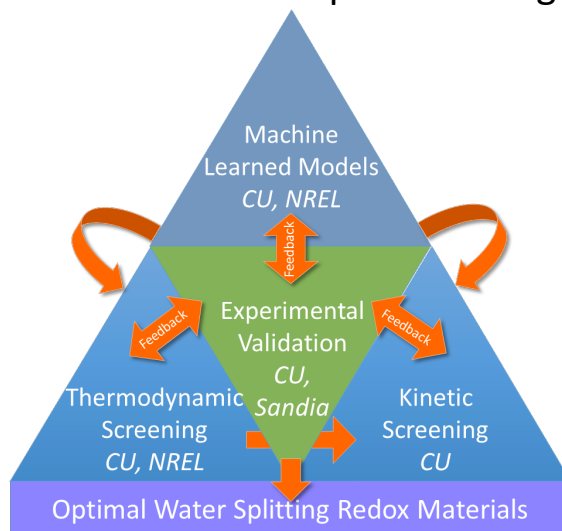 Machine
Learned Models
CU, NREL
Feedback
Experimental
Validation
CU,
Sandia
Feedback
Feedback
Thermodynamic
Screening
CU, NREL
Kinetic
Screening
CU
Optimal Water Splitting Redox Materials